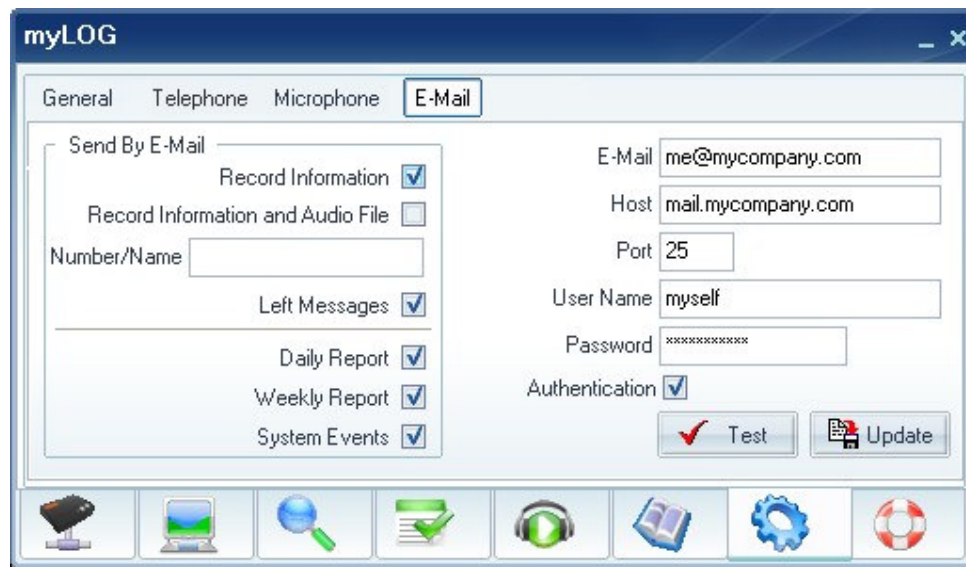 myLOG
General Telephone Microphone E-Mail
Send By E-Mail
Record Information
Record Information and Audio File
Number/Name
Left Messages
Daily Report
Weekly Report
System Events
E-Mail me@mycompany.com
Host mail.mycompany.com
Port 25
User Name myself
Password ***********
Authentication
Test Update